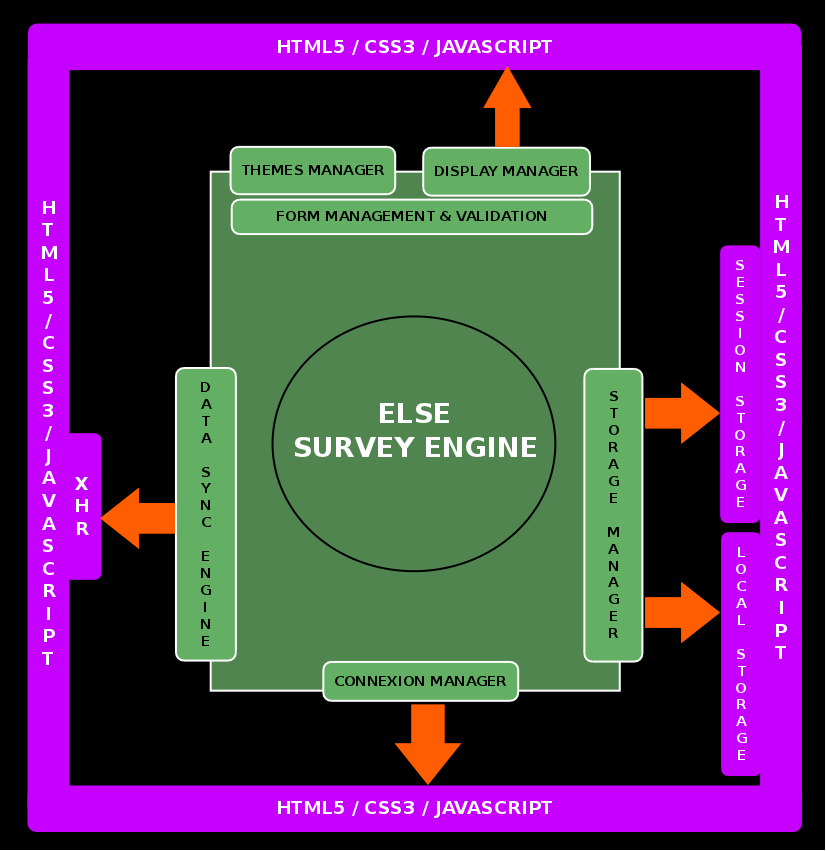 HTML5 / CSS3 / JAVASCRIPT
THEMES MANAGER
DISPLAY MANAGER
FORM MANAGEMENT & VALIDATION
HTML5/CSS3/JAVASCRIPT
XHR
DATA SYNC ENGINE
ELSE
SURVEY ENGINE
STORAGE MANAGER
SESSION STORAGE
LOCAL STORAGE
HTML5/CSS3/JAVASCRIPT
CONNEXION MANAGER
HTML5 / CSS3 / JAVASCRIPT